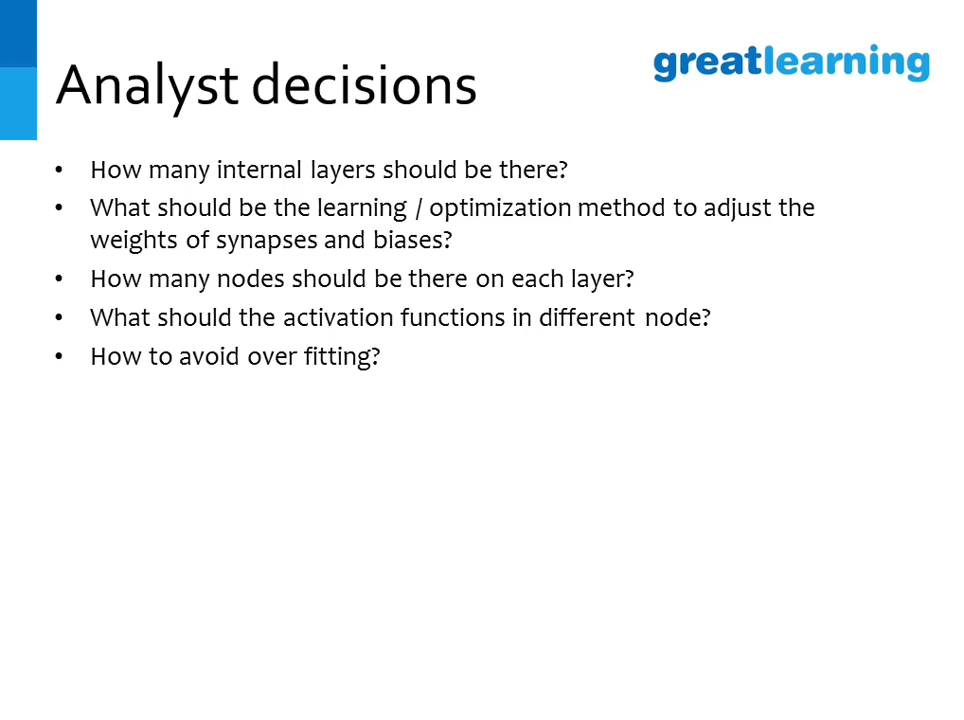 greatlearning
Analyst decisions
• How many internal layers should be there?
• What should be the learning / optimization method to adjust the
weights of synapses and biases?
• How many nodes should be there on each layer?
• What should the activation functions in different node?
• How to avoid over fitting?